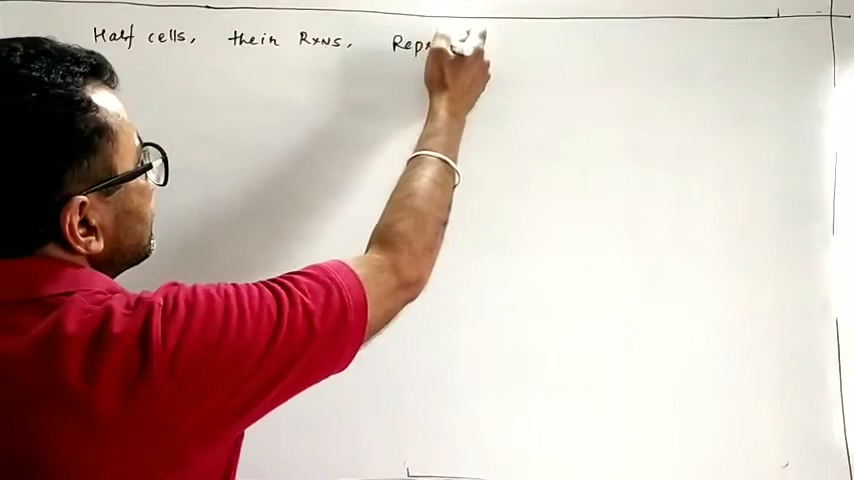 Half cells, their Rxns, Rep